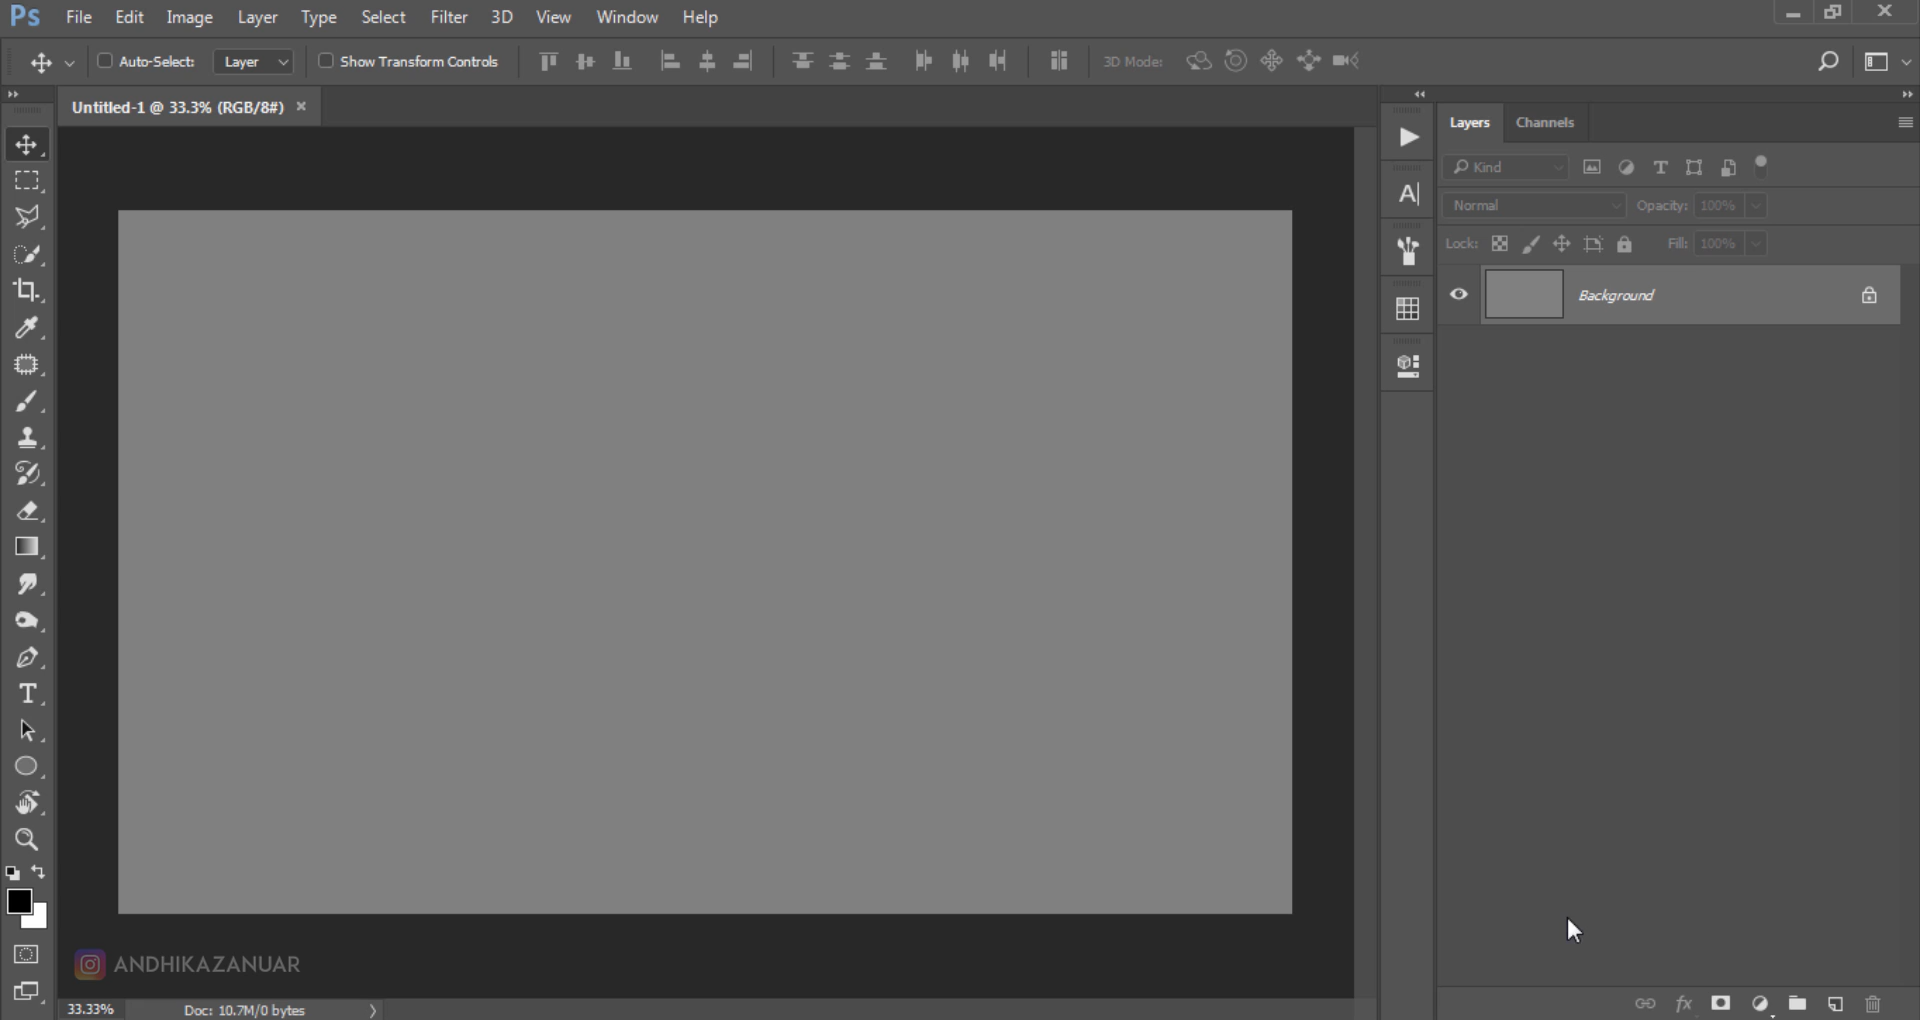 Ps File Edit Image Layer Type Select Filter 3D View Window Help
Auto-Select: Layer Show Transform Controls 3D Mode:
Untitled-1 @ 33.3% (RGB/8#) ×
Layers Channels
Kind
Normal Opacity: 100%
Lock: Fill: 100%
Background
ANDHIKAZANUAR
33.33% Doc: 10.7M/0 bytes